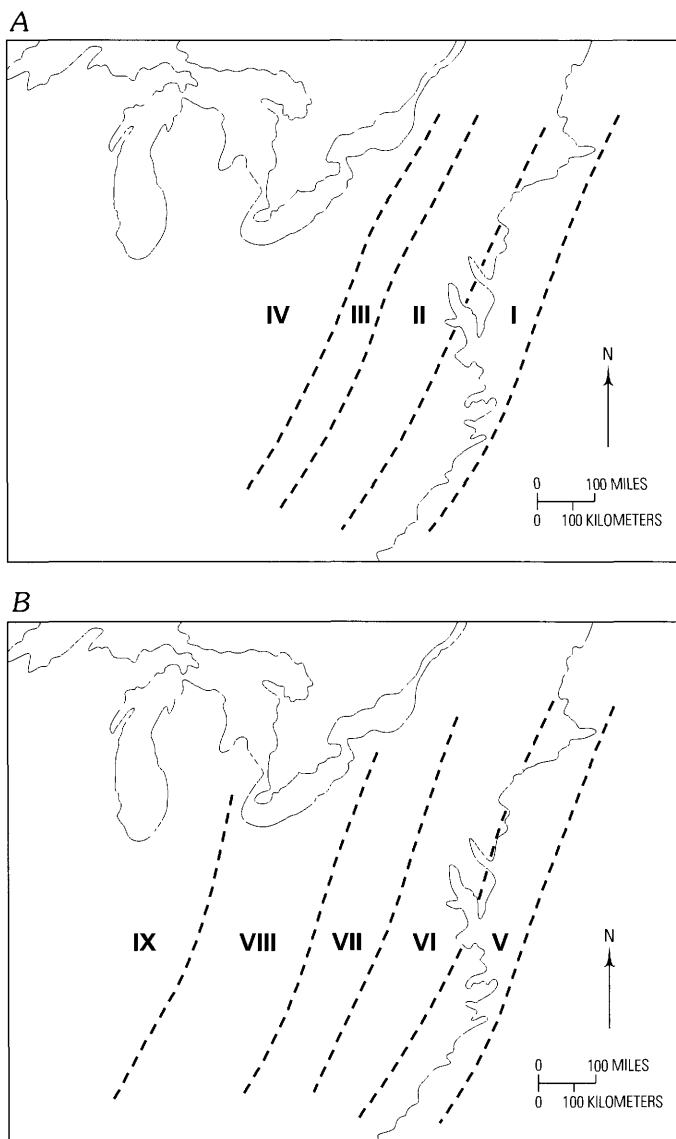 A
IV III II I
N
0 100 MILES
0 100 KILOMETERS
B
IX VIII VII VI V
N
0 100 MILES
0 100 KILOMETERS